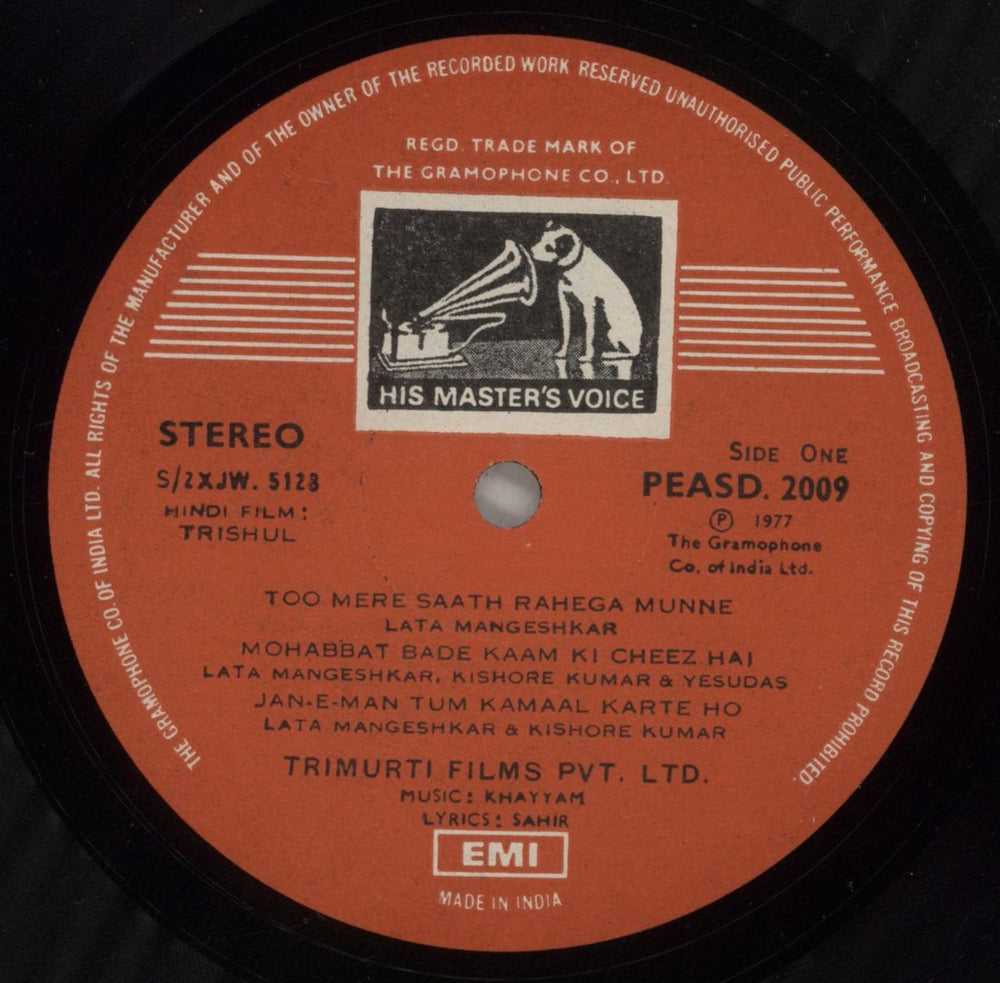 THE GRAMOPHONE CO. OF INDIA LTD. ALL RIGHTS OF THE MANUFACTURER AND OF THE OWNER OF THE RECORDED WORK RESERVED UNAUTHORISED PUBLIC PERFORMANCE BROADCASTING AND COPYING OF THIS RECORD PROHIBITED.
REGD. TRADE MARK OF
THE GRAMOPHONE CO., LTD.
HIS MASTER'S VOICE
STEREO
S/2XJW. 5128
HINDI FILM:
TRISHUL
SIDE ONE
PEASD. 2009
Ⓟ 1977
The Gramophone
Co. of India Ltd.
TOO MERE SAATH RAHEGA MUNNE
LATA MANGESHKAR
MOHABBAT BADE KAAM KI CHEEZ HAI
LATA MANGESHKAR, KISHORE KUMAR & YESUDAS
JAN-E-MAN TUM KAMAAL KARTE HO
LATA MANGESHKAR & KISHORE KUMAR
TRIMURTI FILMS PVT. LTD.
MUSIC: KHAYYAM
LYRICS: SAHIR
EMI
MADE IN INDIA